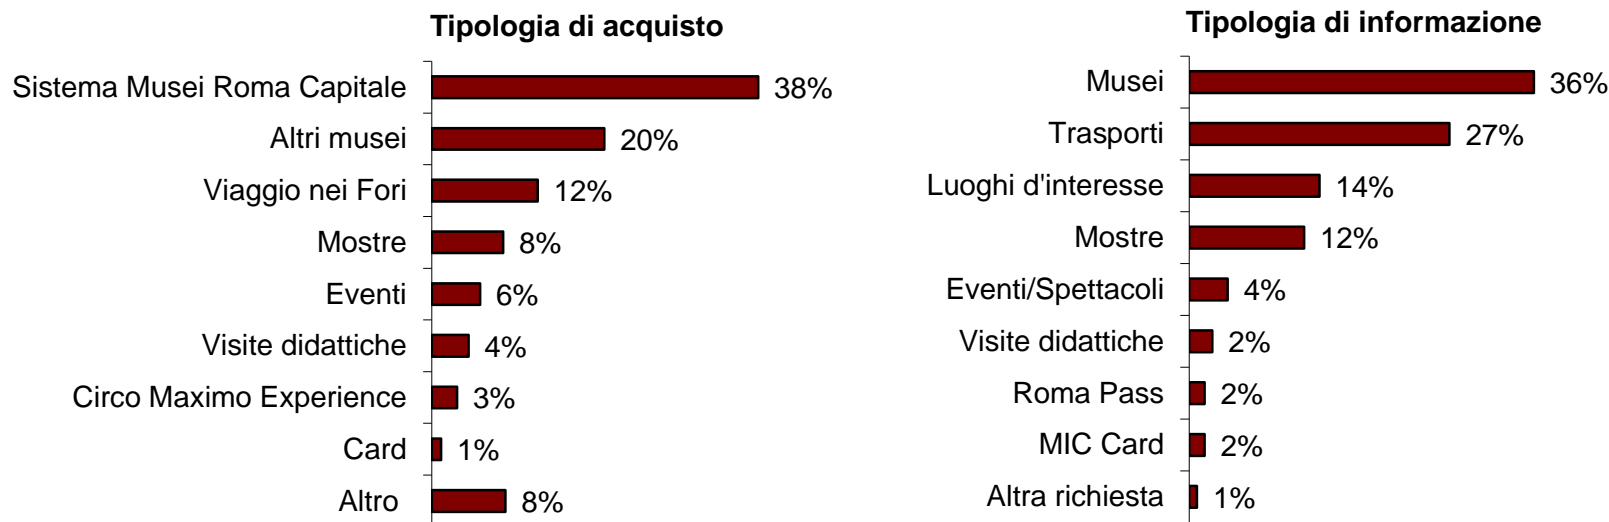 Tipologia di acquisto
Sistema Musei Roma Capitale 38%
Altri musei 20%
Viaggio nei Fori 12%
Mostre 8%
Eventi 6%
Visite didattiche 4%
Circo Maximo Experience 3%
Card 1%
Altro 8%
Tipologia di informazione
Musei 36%
Trasporti 27%
Luoghi d'interesse 14%
Mostre 12%
Eventi/Spettacoli 4%
Visite didattiche 2%
Roma Pass 2%
MIC Card 2%
Altra richiesta 1%